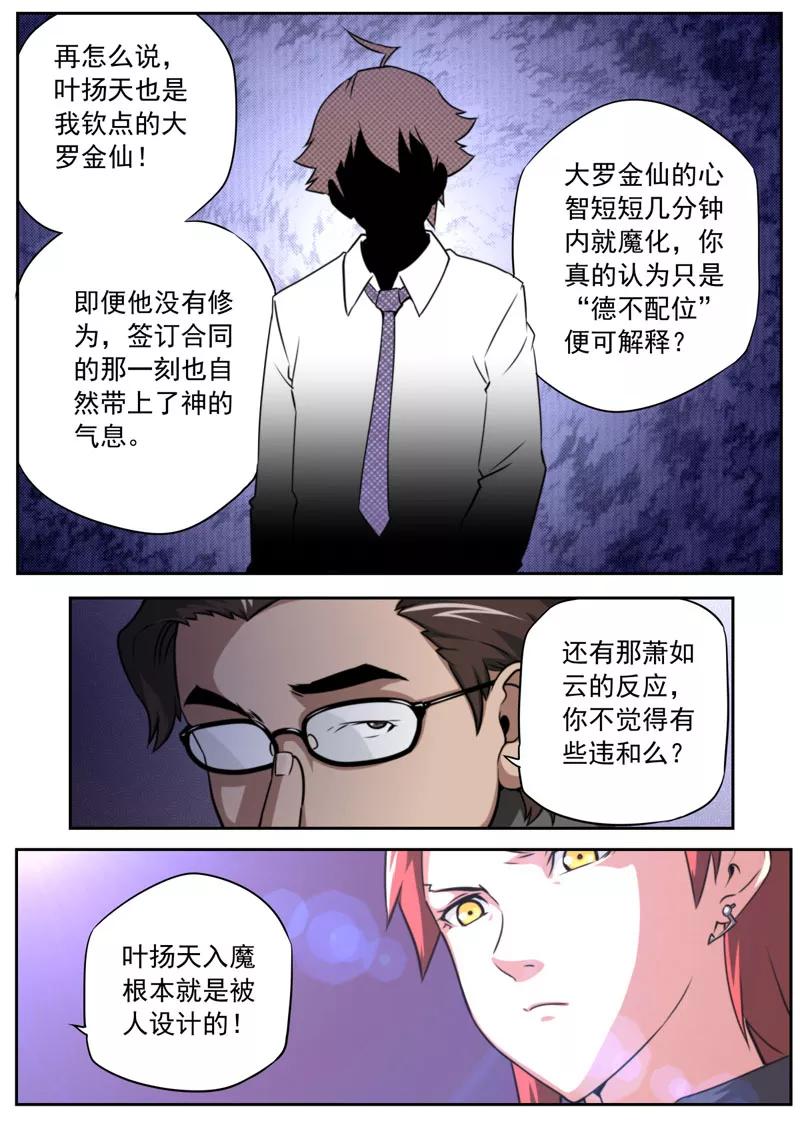 再怎么说，
叶扬天也是
我钦点的大
罗金仙！
即便他没有修
为，签订合同
的那一刻也自
然带上了神的
气息。
大罗金仙的心
智短短几分钟
内就魔化，你
真的认为只是
“德不配位”
便可解释？
还有那萧如
云的反应，
你不觉得有
些违和么？
叶扬天入魔
根本就是被
人设计的！